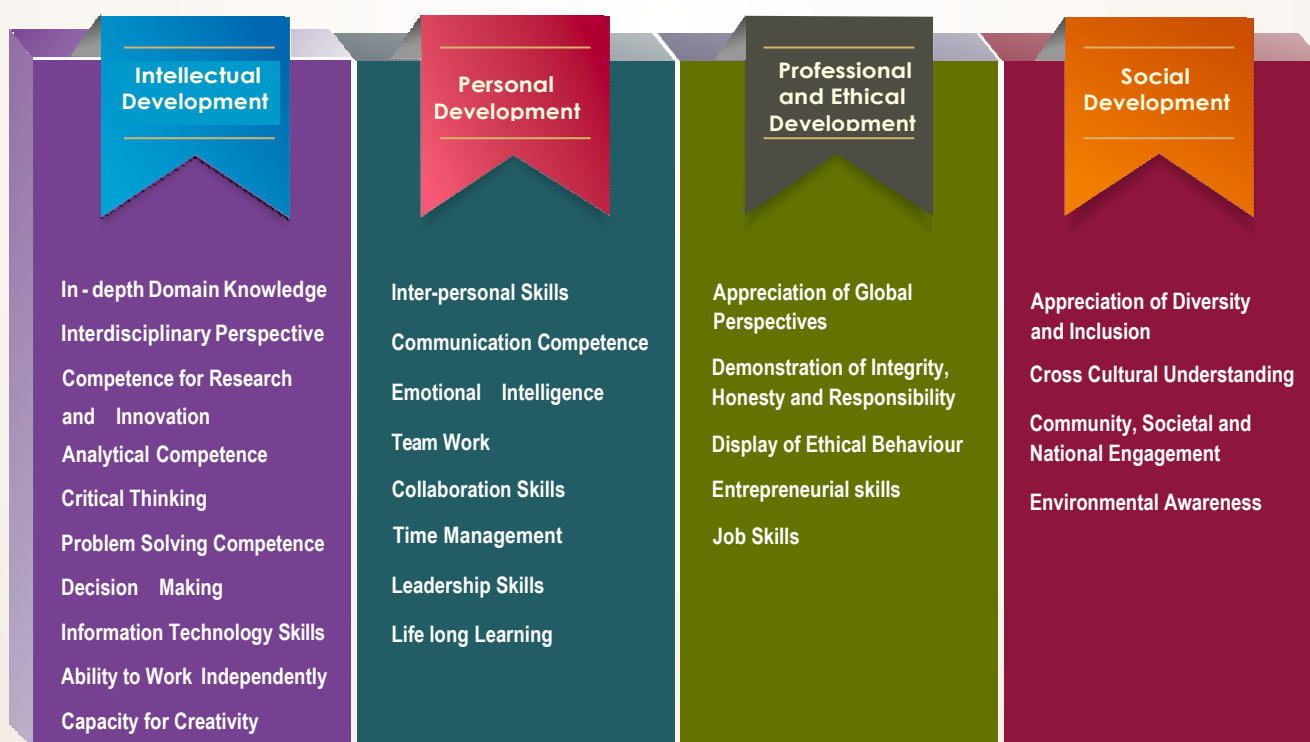 Intellectual
Development
In - depth Domain Knowledge
Interdisciplinary Perspective
Competence for Research
and Innovation
Analytical Competence
Critical Thinking
Problem Solving Competence
Decision Making
Information Technology Skills
Ability to Work Independently
Capacity for Creativity
Personal
Development
Inter-personal Skills
Communication Competence
Emotional Intelligence
Team Work
Collaboration Skills
Time Management
Leadership Skills
Life long Learning
Professional
and Ethical
Development
Appreciation of Global
Perspectives
Demonstration of Integrity,
Honesty and Responsibility
Display of Ethical Behaviour
Entrepreneurial skills
Job Skills
Social
Development
Appreciation of Diversity
and Inclusion
Cross Cultural Understanding
Community, Societal and
National Engagement
Environmental Awareness